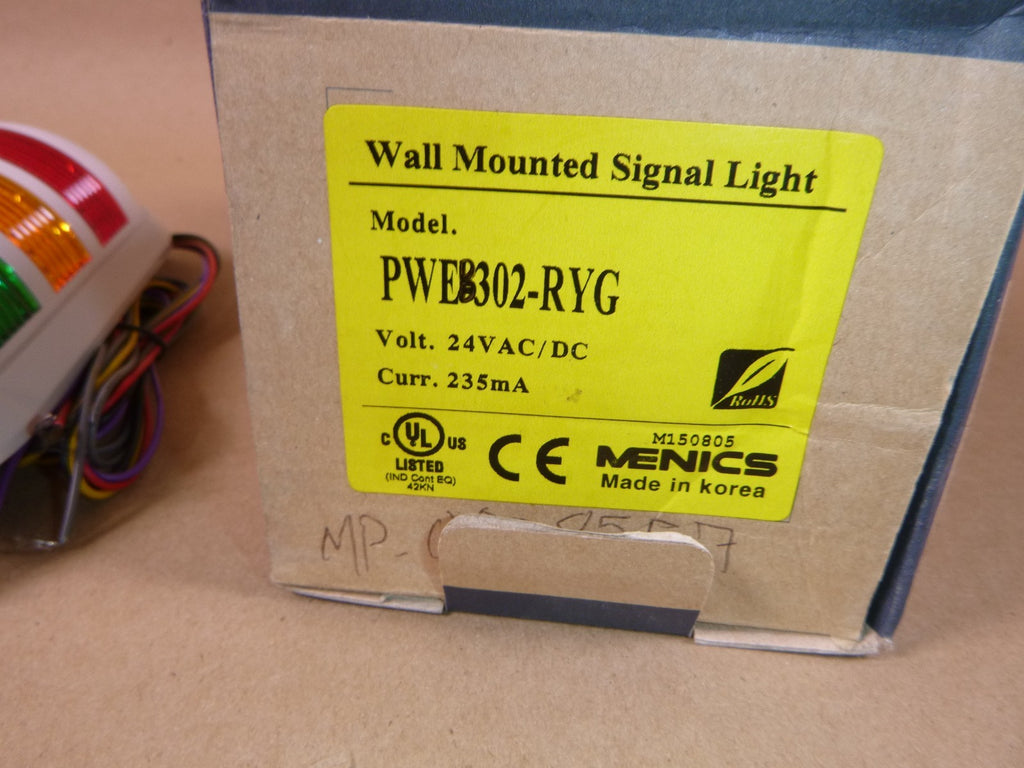 Wall Mounted Signal Light
Model.
PWEB302-RYG
Volt. 24VAC/DC
Curr. 235mA
RoHS
C UL US
LISTED
(IND Cont EQ)
42KN
CE
M150805
MENICS
Made in korea
MP-